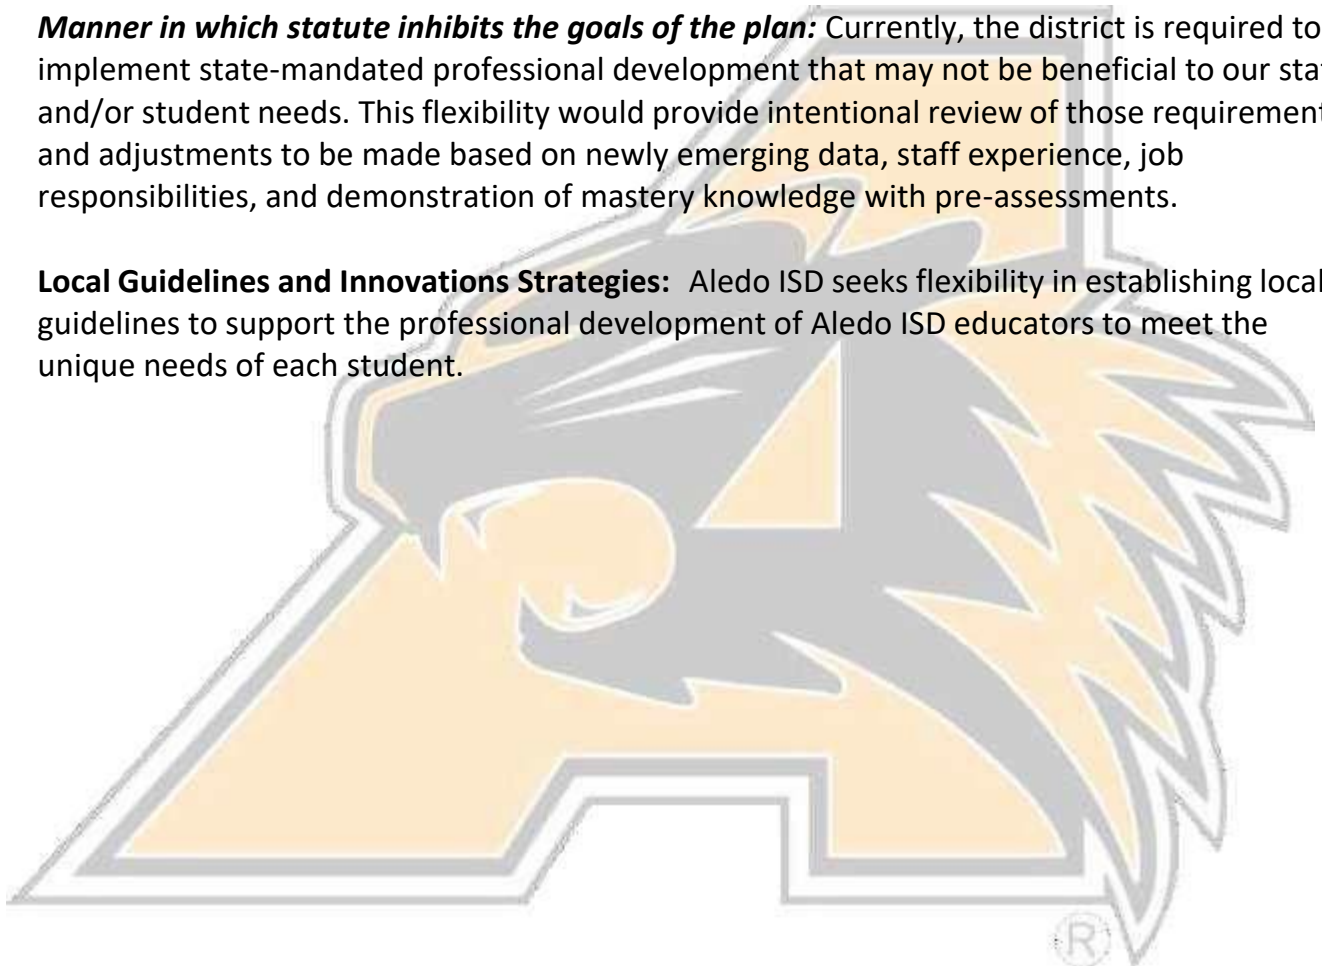 Manner in which statute inhibits the goals of the plan: Currently, the district is required to
implement state-mandated professional development that may not be beneficial to our sta
and/or student needs. This flexibility would provide intentional review of those requirement
and adjustments to be made based on newly emerging data, staff experience, job
responsibilities, and demonstration of mastery knowledge with pre-assessments.
Local Guidelines and Innovations Strategies: Aledo ISD seeks flexibility in establishing local
guidelines to support the professional development of Aledo ISD educators to meet the
unique needs of each student.
A
®